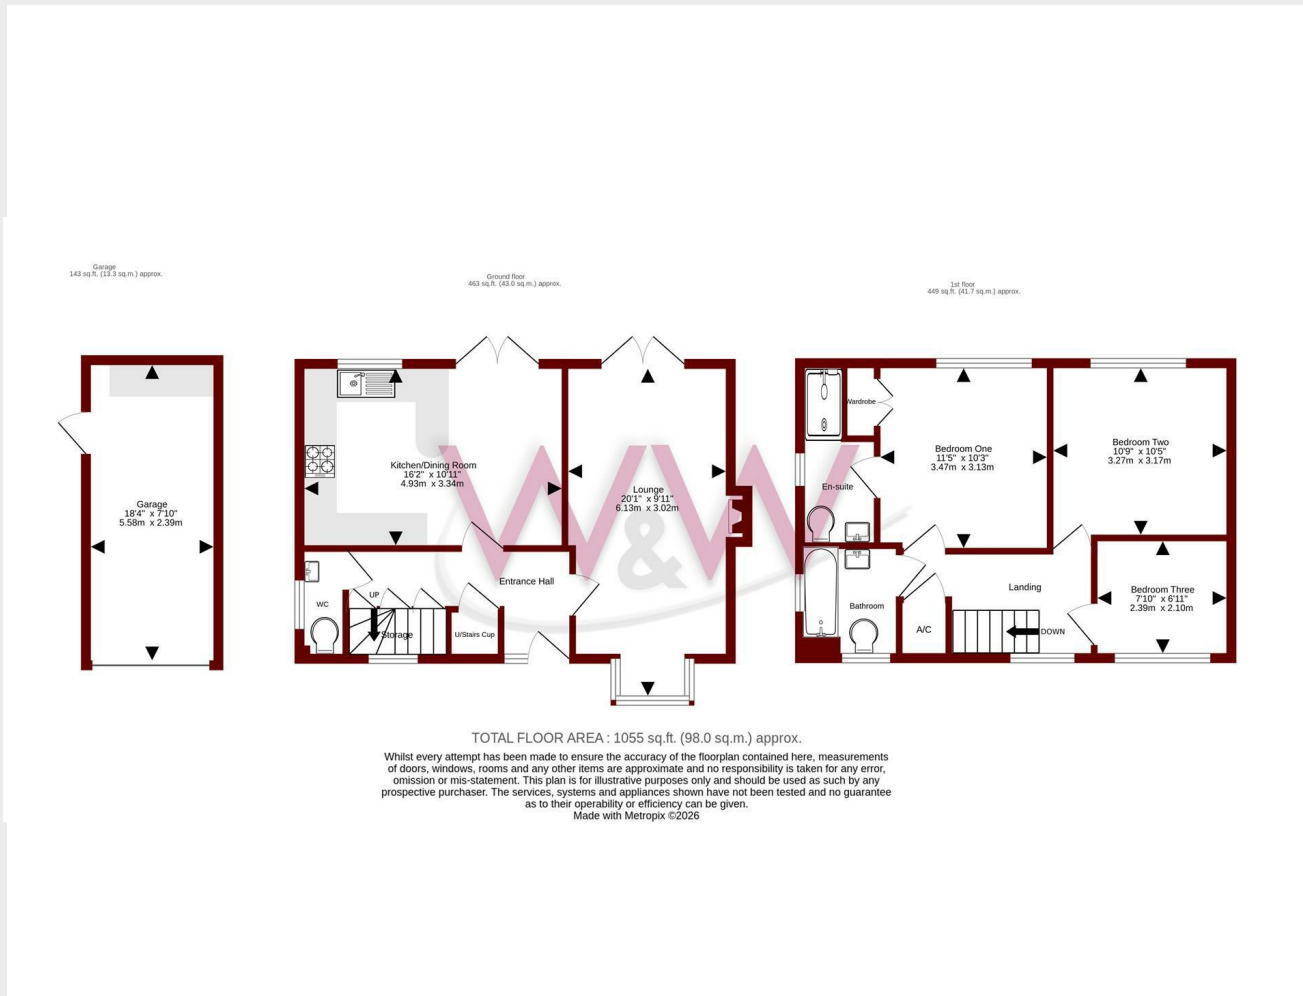 Garage
143 sq.ft. (13.3 sq.m.) approx.
Ground floor
463 sq.ft. (43.0 sq.m.) approx.
1st floor
449 sq.ft. (41.7 sq.m.) approx.
Garage
18'4" x 7'10"
5.58m x 2.39m
Kitchen/Dining Room
16'2" x 10'11"
4.93m x 3.34m
Lounge
20'1" x 9'11"
6.13m x 3.02m
Entrance Hall
WC
UP
Storage
U/Stairs Cup
Wardrobe
Bedroom One
11'5" x 10'3"
3.47m x 3.13m
Bedroom Two
10'9" x 10'5"
3.27m x 3.17m
En-suite
Bathroom
A/C
Landing
DOWN
Bedroom Three
7'10" x 6'11"
2.39m x 2.10m
W&W
TOTAL FLOOR AREA : 1055 sq.ft. (98.0 sq.m.) approx.
Whilst every attempt has been made to ensure the accuracy of the floorplan contained here, measurements
of doors, windows, rooms and any other items are approximate and no responsibility is taken for any error,
omission or mis-statement. This plan is for illustrative purposes only and should be used as such by any
prospective purchaser. The services, systems and appliances shown have not been tested and no guarantee
as to their operability or efficiency can be given.
Made with Metropix ©2026